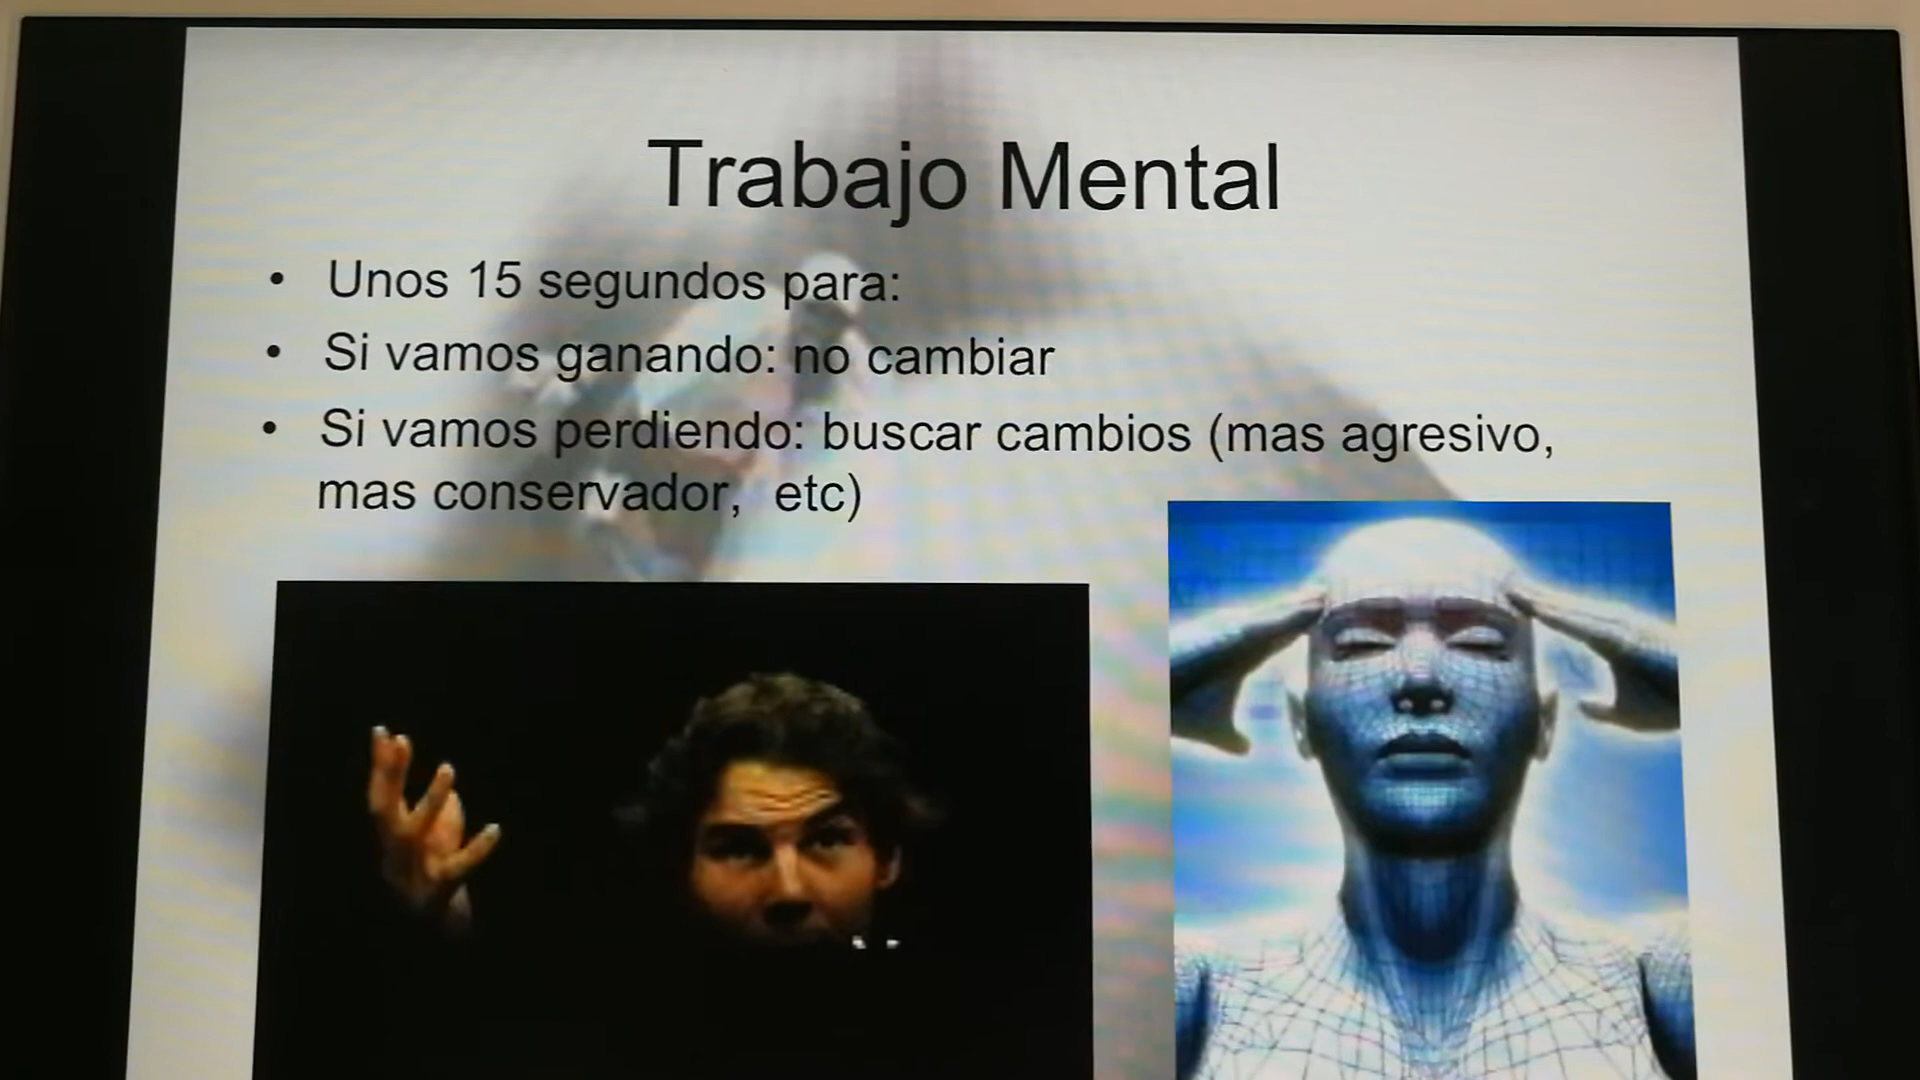 Trabajo Mental
• Unos 15 segundos para:
• Si vamos ganando: no cambiar
• Si vamos perdiendo: buscar cambios (mas agresivo,
mas conservador, etc)